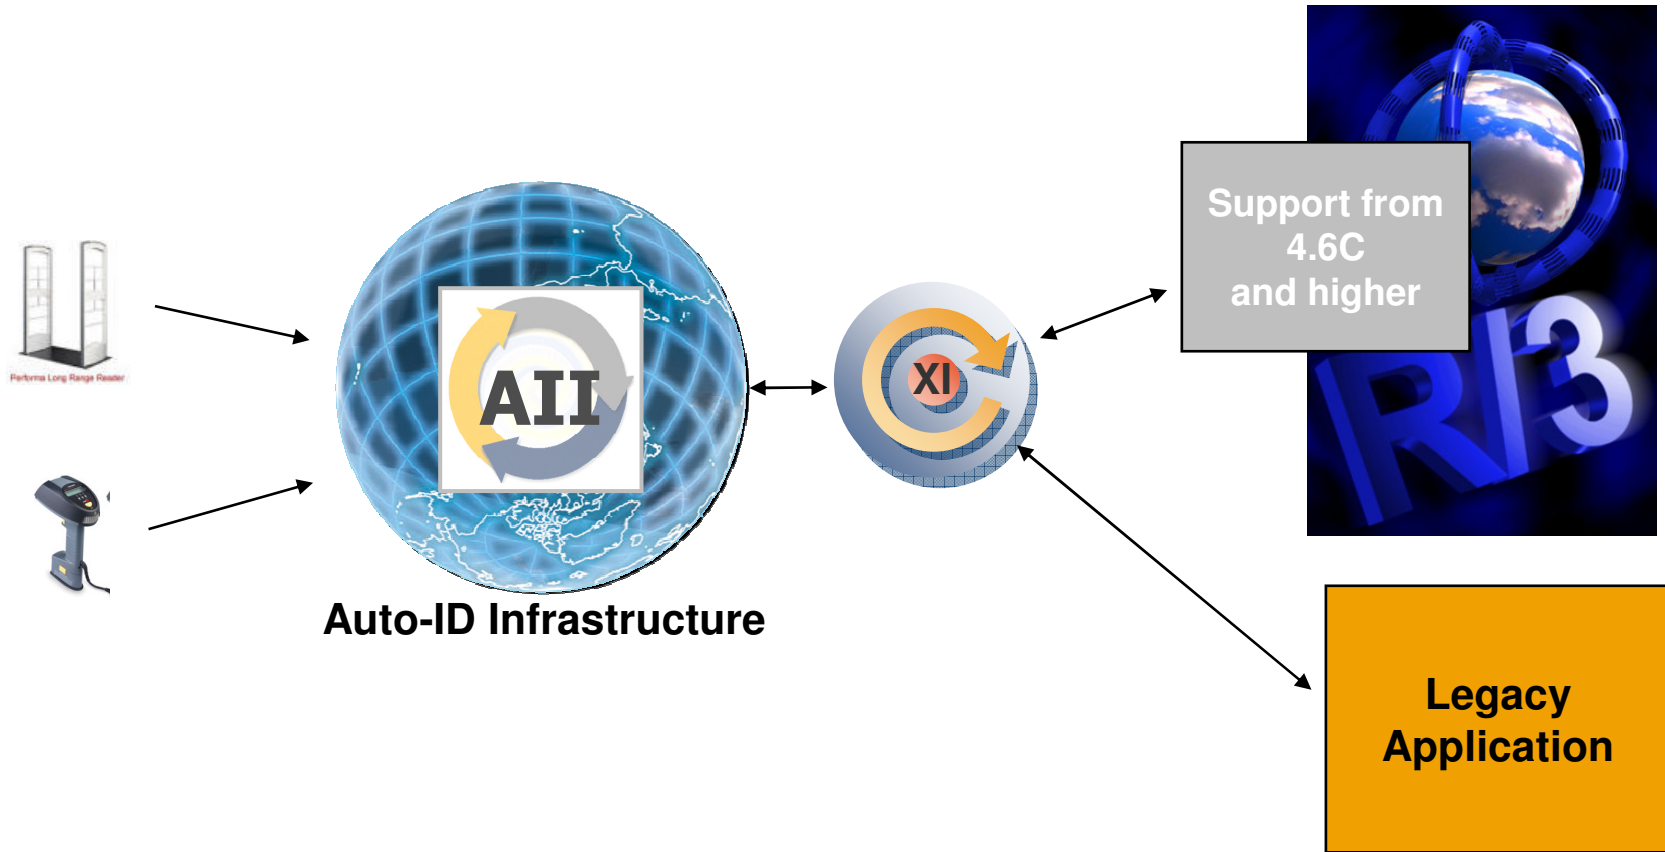 Performa Long Range Reader
AII
Auto-ID Infrastructure
XI
Support from
4.6C
and higher
R/3
Legacy
Application